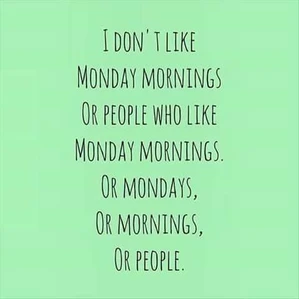 I DON'T LIKE
MONDAY MORNINGS
OR PEOPLE WHO LIKE
MONDAY MORNINGS.
OR MONDAYS,
OR MORNINGS,
OR PEOPLE.